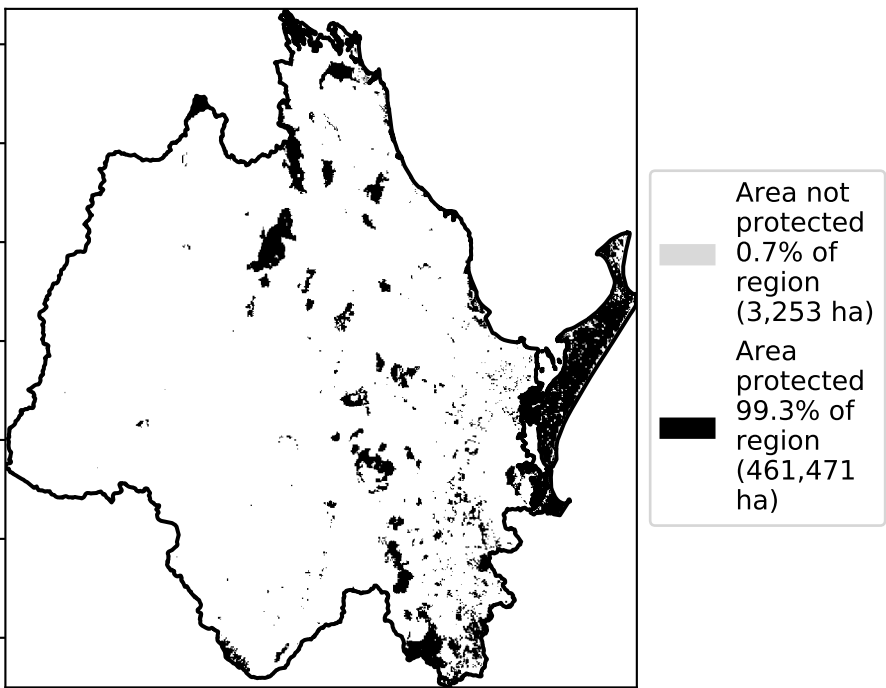 Area not
protected
0.7% of
region
(3,253 ha)
Area
protected
99.3% of
region
(461,471
ha)